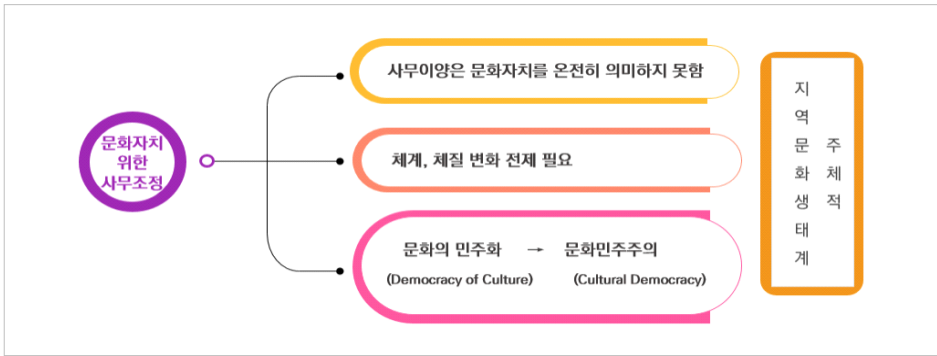 문화자치
위한
사무조정
사무이양은 문화자치를 온전히 의미하지 못함
체계, 체질 변화 전제 필요
문화의 민주화 → 문화민주주의
(Democracy of Culture) (Cultural Democracy)
주체적
지역문화생태계